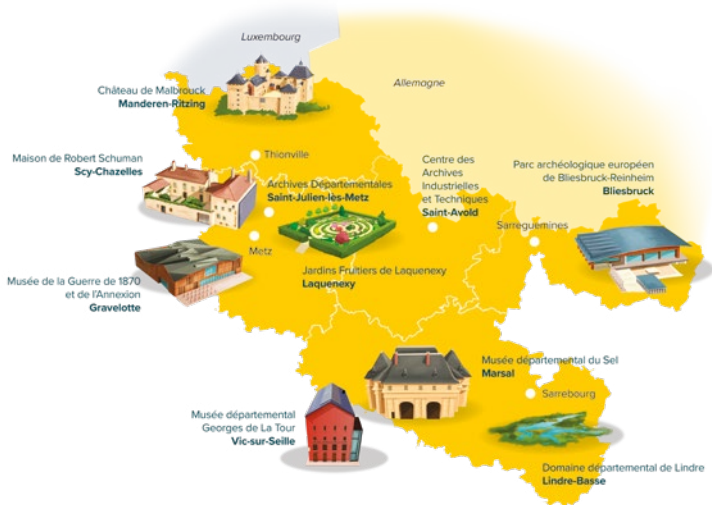 Luxembourg
Allemagne
Château de Malbrouck
Manderen-Ritzing
Thionville
Maison de Robert Schuman
Scy-Chazelles
Archives Départementales
Saint-Julien-lès-Metz
Centre des
Archives
Industrielles
et Techniques
Saint-Avold
Parc archéologique européen
de Bliesbruck-Reinheim
Bliesbruck
Sarreguemines
Metz
Jardins Fruitiers de Laquenexy
Laquenexy
Musée de la Guerre de 1870
et de l'Annexion
Gravelotte
Musée départemental du Sel
Marsal
Sarrebourg
Musée départemental
Georges de La Tour
Vic-sur-Seille
Domaine départemental de Lindre
Lindre-Basse